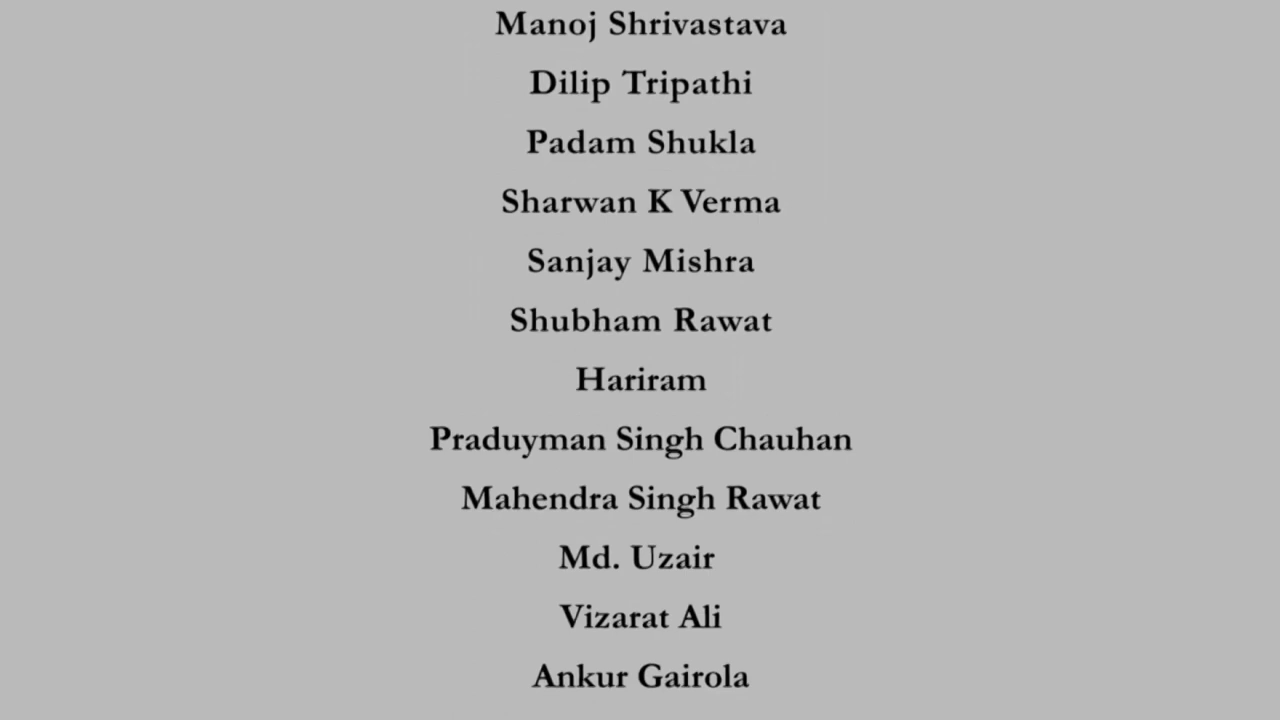 Manoj Shrivastava
Dilip Tripathi
Padam Shukla
Sharwan K Verma
Sanjay Mishra
Shubham Rawat
Hariram
Praduyman Singh Chauhan
Mahendra Singh Rawat
Md. Uzair
Vizarat Ali
Ankur Gairola